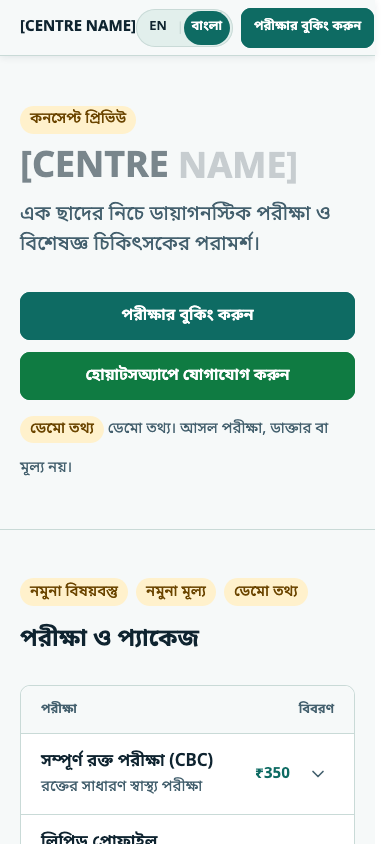 [CENTRE NAME] EN বাংলা পরীক্ষার বুকিং করুন
কনসেপ্ট প্রিভিউ
[CENTRE NAME]
এক ছাদের নিচে ডায়াগনস্টিক পরীক্ষা ও
বিশেষজ্ঞ চিকিৎসকের পরামর্শ।
পরীক্ষার বুকিং করুন
হোয়াটসঅ্যাপে যোগাযোগ করুন
ডেমো তথ্য ডেমো তথ্য। আসল পরীক্ষা, ডাক্তার বা
মূল্য নয়।
নমুনা বিষয়বস্তু নমুনা মূল্য ডেমো তথ্য
পরীক্ষা ও প্যাকেজ
পরীক্ষা বিবরণ
সম্পূর্ণ রক্ত পরীক্ষা (CBC)
রক্তের সাধারণ স্বাস্থ্য পরীক্ষা
₹350
লিপিড প্রোফাইল